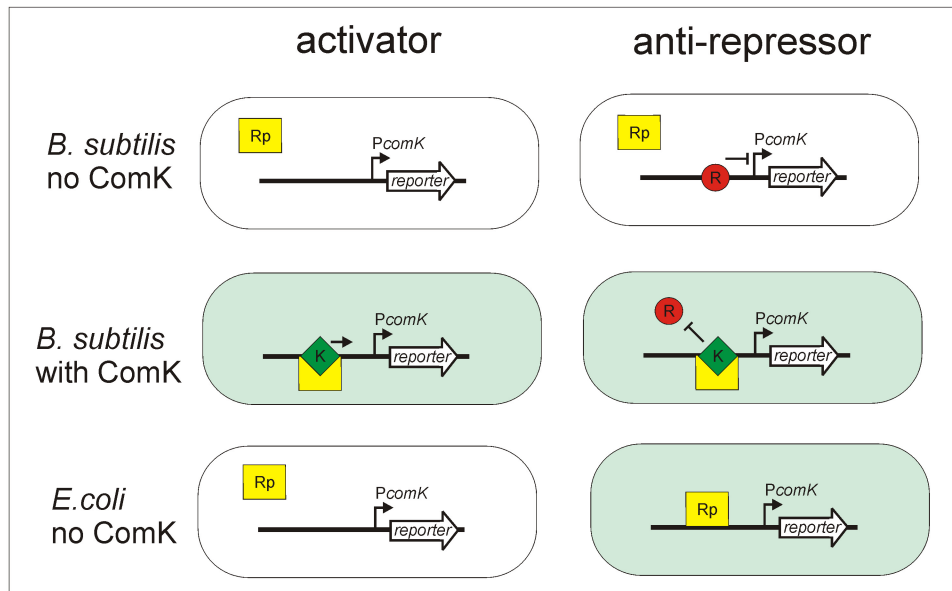 activator
anti-repressor
B. subtilis
no ComK
Rp
PcomK
reporter
Rp
PcomK
R
reporter
B. subtilis
with ComK
K
PcomK
reporter
R
K
PcomK
reporter
E.coli
no ComK
Rp
PcomK
reporter
Rp
PcomK
reporter